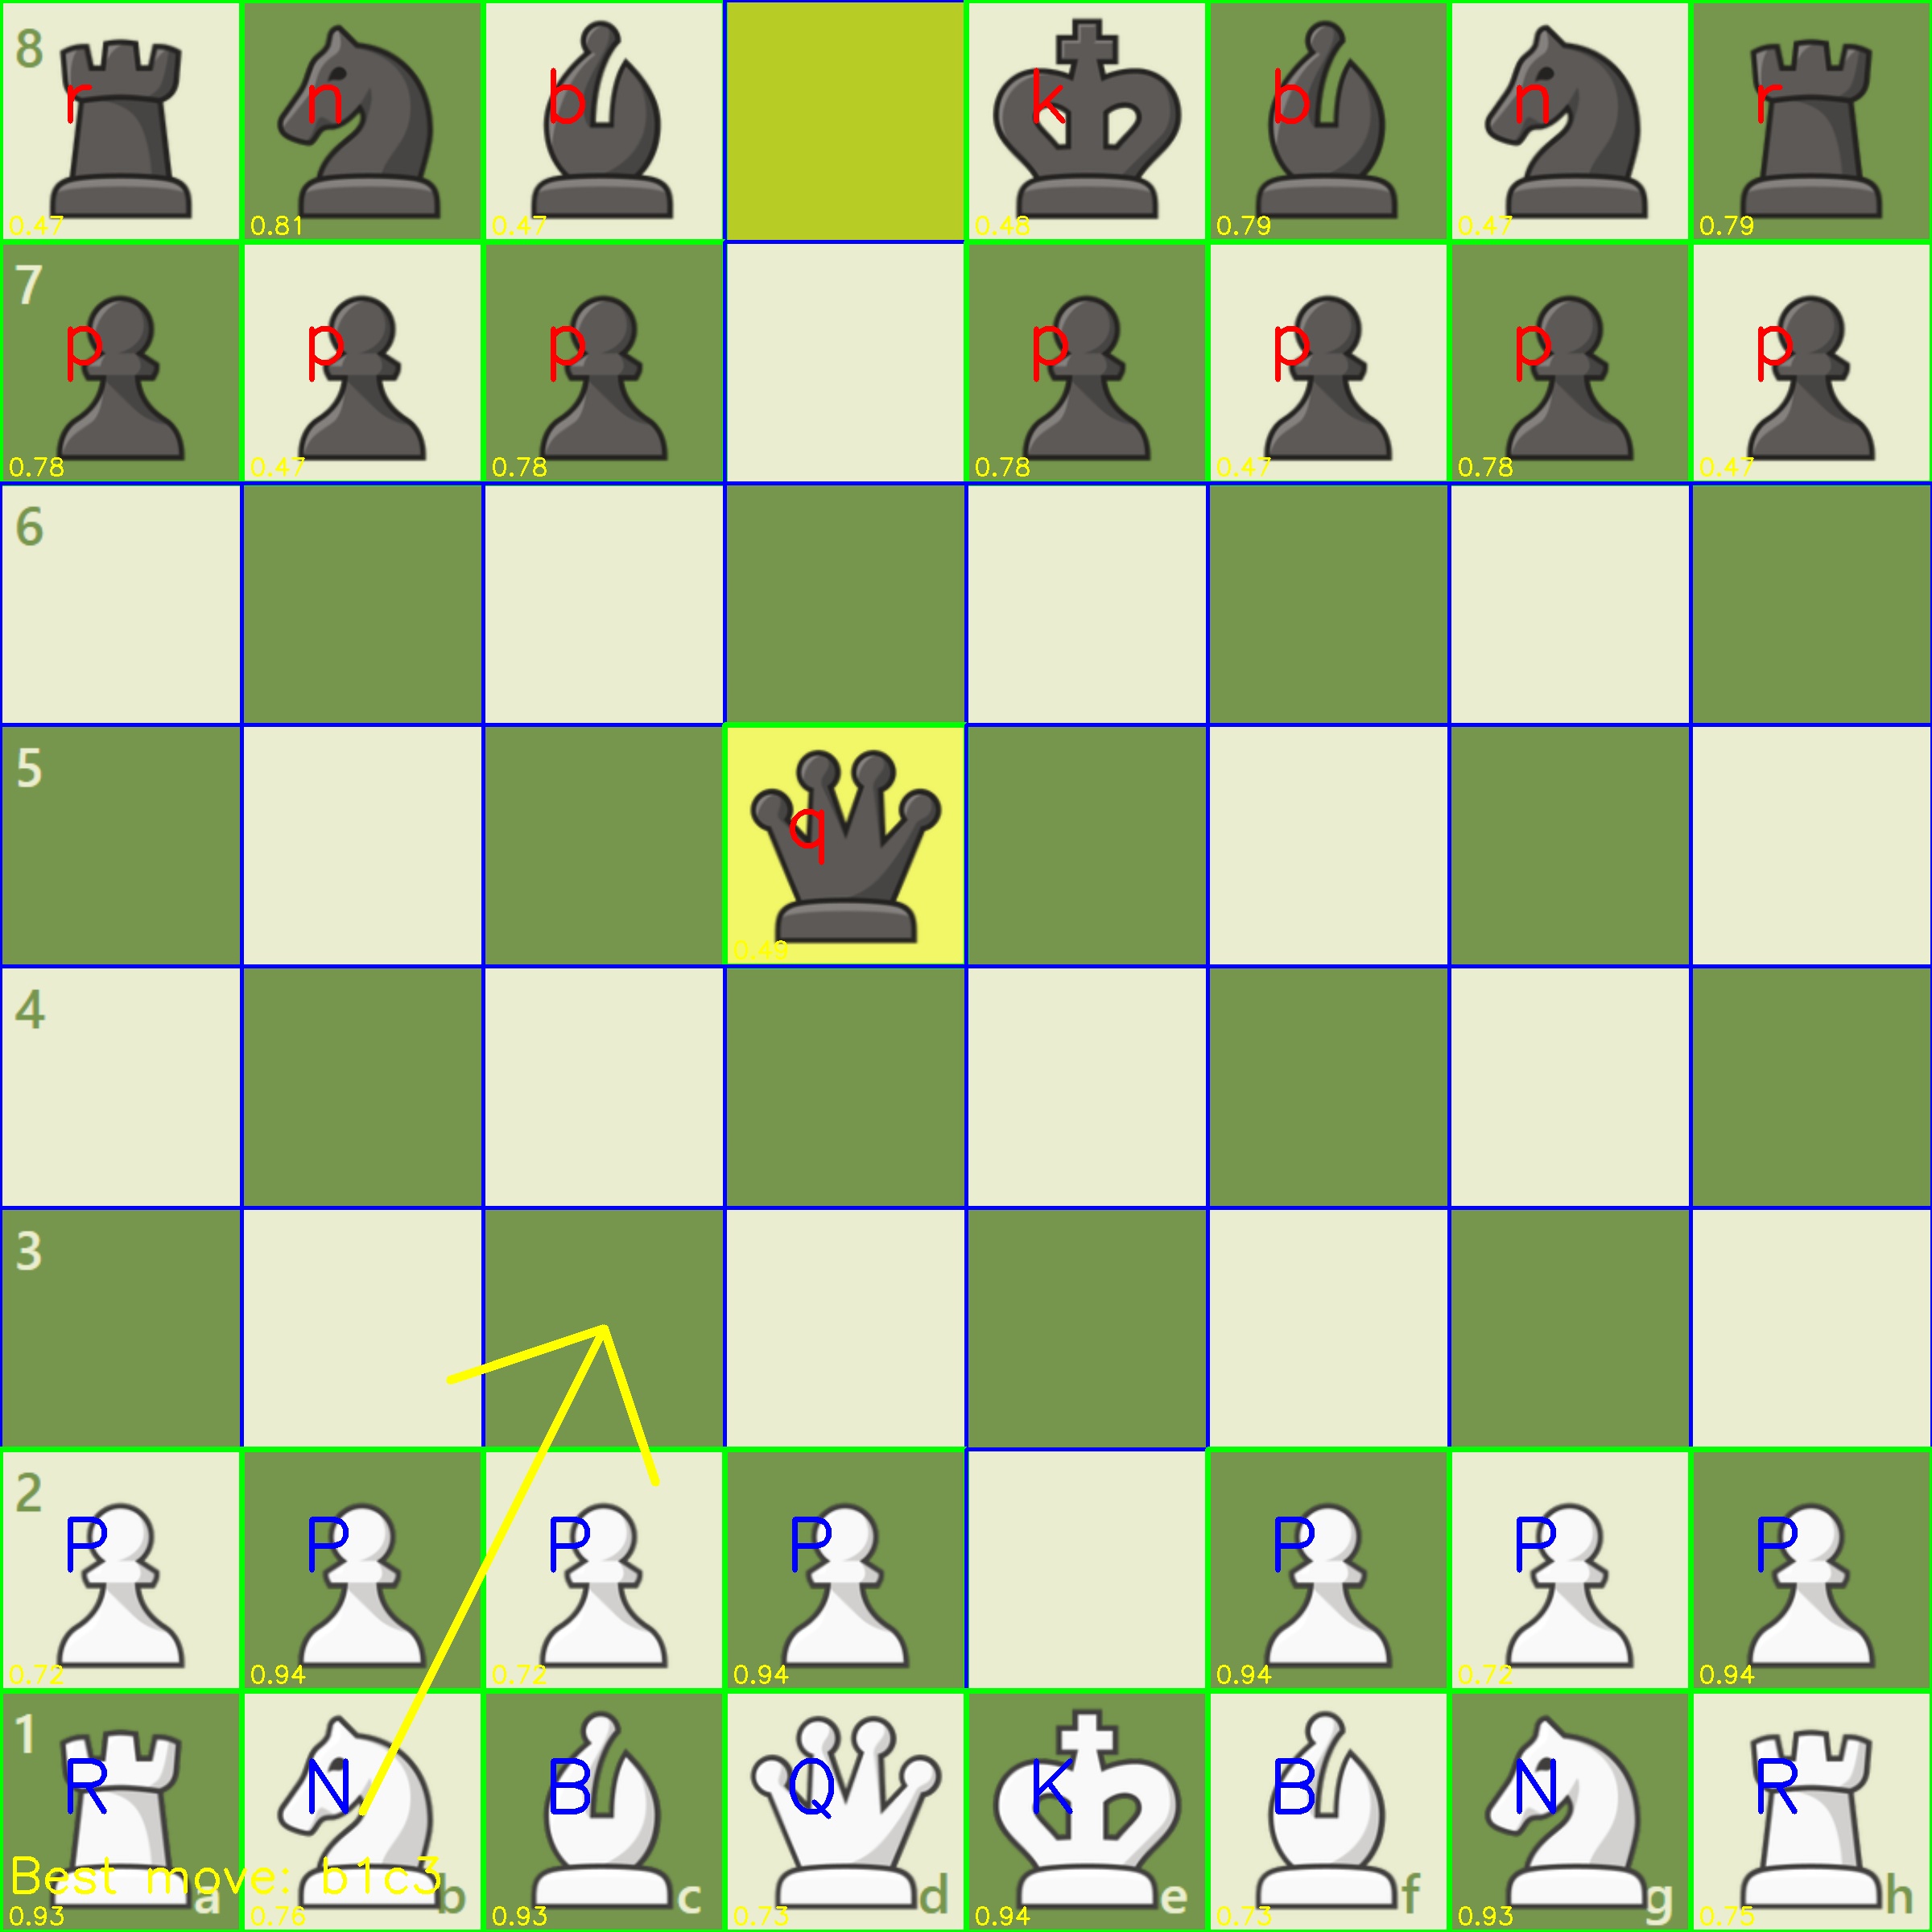 8 r n b k b n r
0.47 0.81 0.47 0.48 0.79 0.47 0.79
7 p p p p p p p
0.78 0.47 0.78 0.78 0.47 0.78 0.47
6
5 q
0.49
4
3
2 P P P P P P P
0.72 0.94 0.72 0.94 0.94 0.72 0.94
1 R N B Q K B N R
Best move: b1c3
a b c d e f g h
0.93 0.76 0.93 0.73 0.94 0.73 0.93 0.75